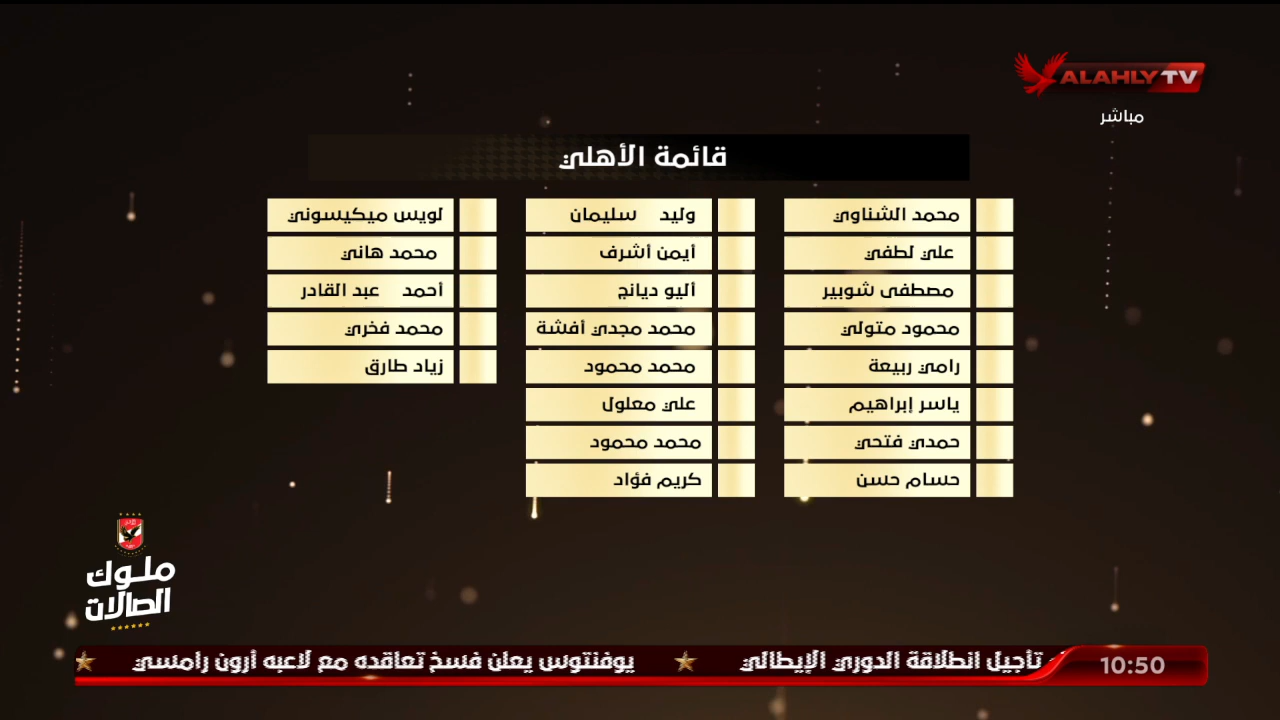 ALAHLY TV
مباشر
قائمة الأهلي
محمد الشناوي
علي لطفي
مصطفى شوبير
محمود متولي
رامي ربيعة
ياسر إبراهيم
حمدي فتحي
حسام حسن
وليد سليمان
أيمن أشرف
أليو ديانج
محمد مجدي أفشة
محمد محمود
علي معلول
محمد محمود
كريم فؤاد
لويس ميكيسوني
محمد هاني
أحمد عبد القادر
محمد فخري
زياد طارق
ملوك
الصالات
10:50
تأجيل انطلاقة الدوري الإيطالي ★ يوفنتوس يعلن فسخ تعاقده مع لاعبه أرون رامسي ★